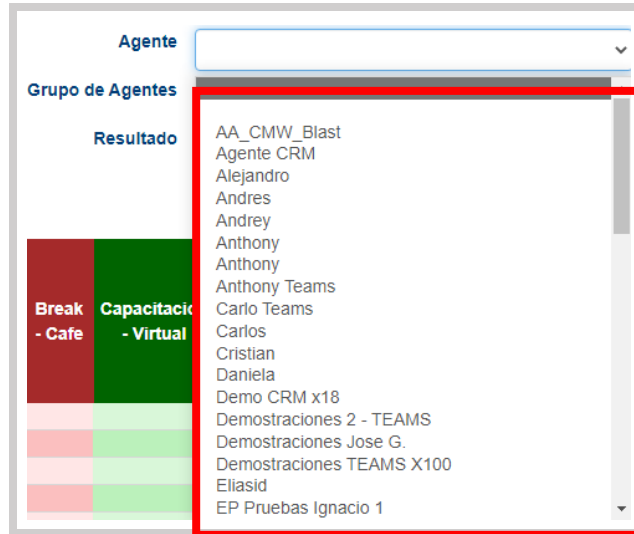 Agente
Grupo de Agentes
Resultado
AA_CMW_Blast
Agente CRM
Alejandro
Andres
Andrey
Anthony
Anthony
Anthony Teams
Carlo Teams
Carlos
Cristian
Daniela
Demo CRM x18
Demostraciones 2 - TEAMS
Demostraciones Jose G.
Demostraciones TEAMS X100
Eliasid
EP Pruebas Ignacio 1
Break
- Cafe
- Virtual